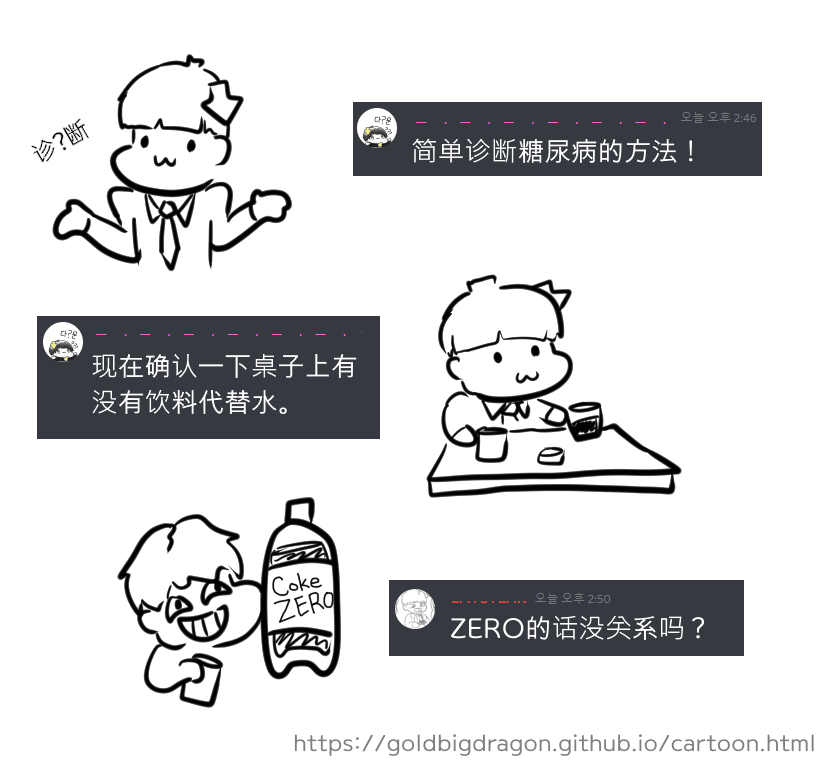 诊?断
오늘 오후 2:46
简单诊断糖尿病的方法！
现在确认一下桌子上有
没有饮料代替水。
Coke
ZERO
오늘 오후 2:50
ZERO的话没关系吗？
https://goldbigdragon.github.io/cartoon.html